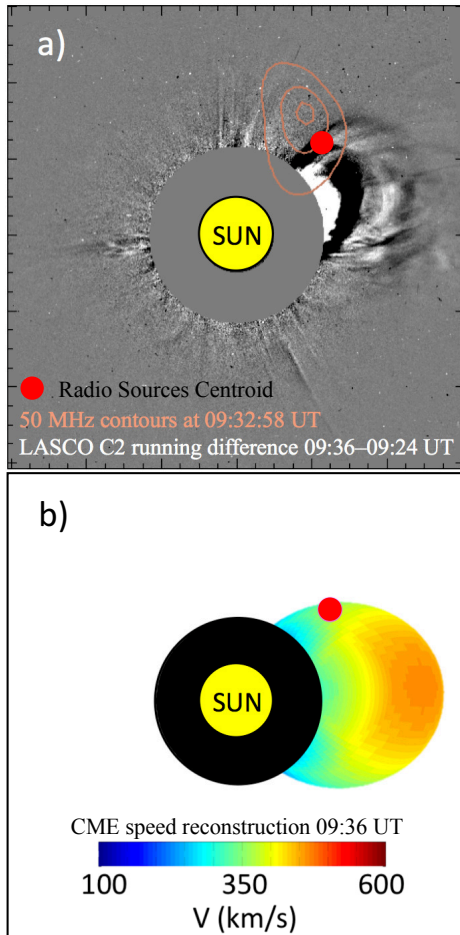 a)
SUN
Radio Sources Centroid
50 MHz contours at 09:32:58 UT
LASCO C2 running difference 09:36–09:24 UT
b)
SUN
CME speed reconstruction 09:36 UT
100 350 600
V (km/s)